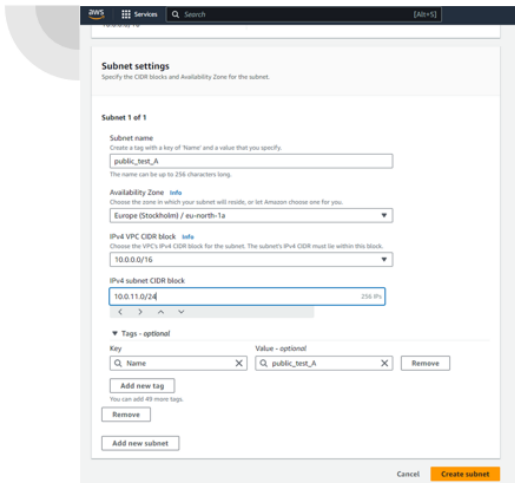 aws
Services
Search
[Alt+S]
10.0.0.0/16
Subnet settings
Specify the CIDR blocks and Availability Zone for the subnet.
Subnet 1 of 1
Subnet name
Create a tag with a key of 'Name' and a value that you specify.
public_test_A
The name can be up to 256 characters long.
Availability Zone Info
Choose the zone in which your subnet will reside, or let Amazon choose one for you.
Europe (Stockholm) / eu-north-1a
IPv4 VPC CIDR block Info
Choose the VPC's IPv4 CIDR block for the subnet. The subnet's IPv4 CIDR must lie within this block.
10.0.0.0/16
IPv4 subnet CIDR block
10.0.11.0/24
256 IPs
Tags - optional
Key
Value - optional
Name
public_test_A
Remove
Add new tag
You can add 49 more tags.
Remove
Add new subnet
Cancel
Create subnet